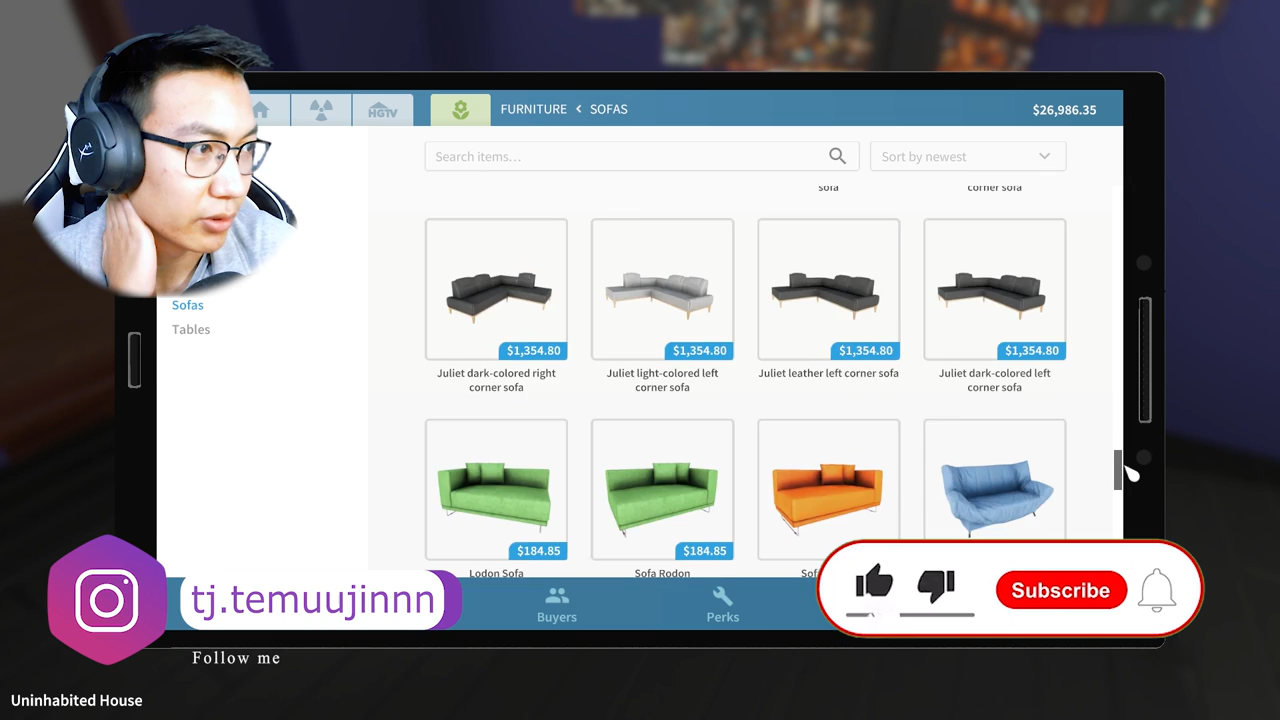 HGTV
FURNITURE < SOFAS
$26,986.35
Search items...
Sort by newest
sofa
corner sofa
$1,354.80
$1,354.80
$1,354.80
$1,354.80
Juliet dark-colored right
corner sofa
Juliet light-colored left
corner sofa
Juliet leather left corner sofa
Juliet dark-colored left
corner sofa
Sofas
Tables
$184.85
$184.85
Lodon Sofa
Sofa Rodon
tj.temuujinnn
Follow me
Buyers
Perks
Subscribe
Uninhabited House